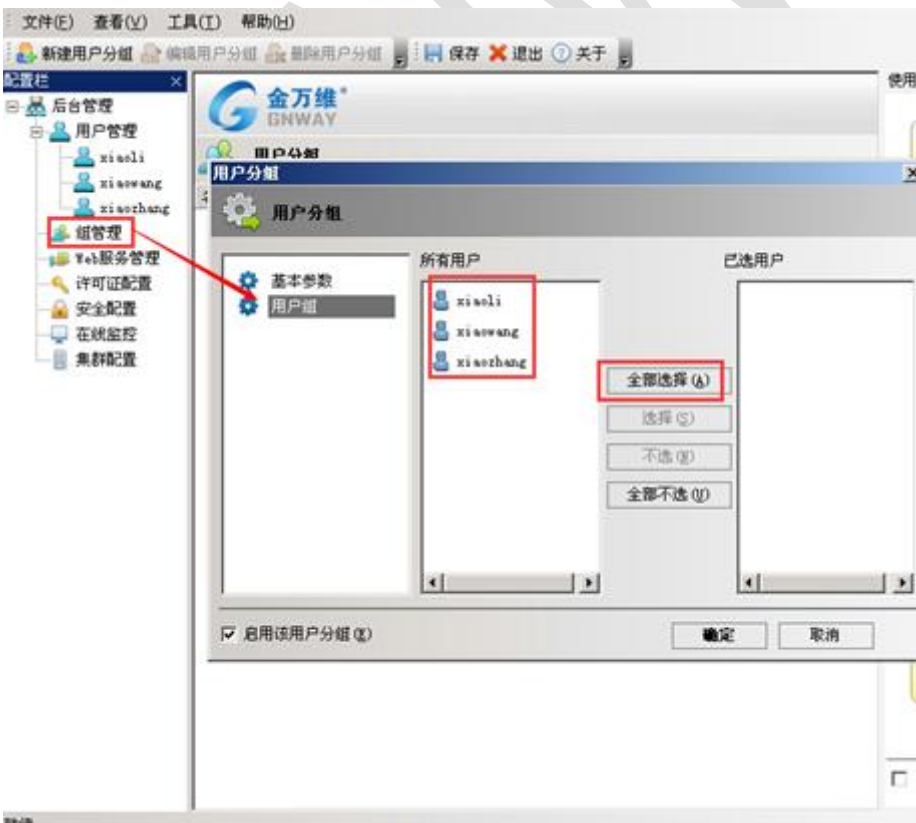 文件(F) 查看(V) 工具(T) 帮助(H)
新建用户分组 编辑用户分组 删除用户分组 保存 退出 ? 关于
配置栏 ×
使用
后台管理
用户管理
xiaoli
xiaowang
xiaozhang
组管理
Web服务管理
许可证配置
安全配置
在线监控
集群配置
金万维
GNWAY
用户分组
用户分组
用户分组
基本参数
用户组
所有用户
xiaoli
xiaowang
xiaozhang
全部选择(A)
选择(S)
不选(N)
全部不选(U)
已选用户
启用该用户分组(E)
确定 取消